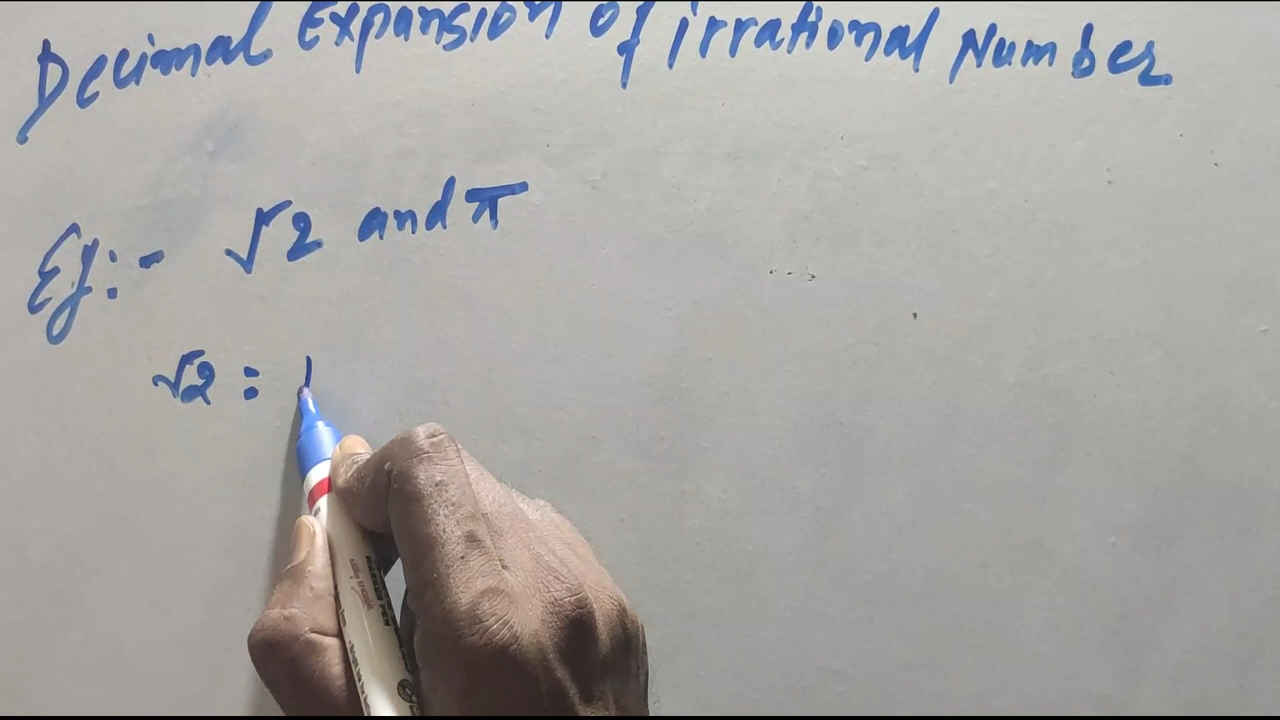 Decimal Expansion of irrational Number
Eg:- √2 and π
√2 = 1